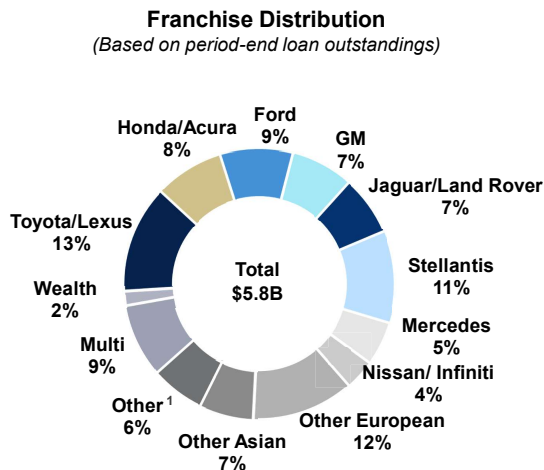 Franchise Distribution
(Based on period-end loan outstandings)
Ford
9%
GM
7%
Jaguar/Land Rover
7%
Stellantis
11%
Mercedes
5%
Nissan/ Infiniti
4%
Other European
12%
Other Asian
7%
Other 1
6%
Multi
9%
Wealth
2%
Toyota/Lexus
13%
Honda/Acura
8%
Total
$5.8B